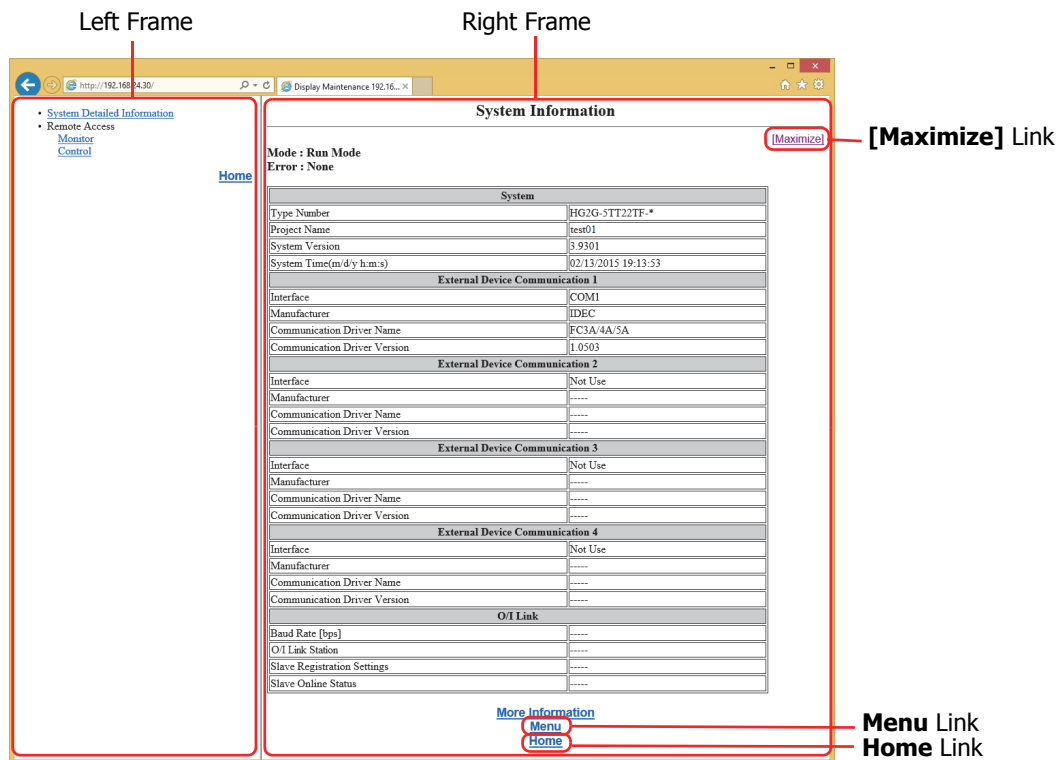 Left Frame
Right Frame
http://192.168.24.30/
Display Maintenance 192.16...
• System Detailed Information
• Remote Access
Monitor
Control
Home
System Information
[Maximize]
[Maximize] Link
Mode : Run Mode
Error : None
System
Type Number HG2G-5TT22TF-*
Project Name test01
System Version 3.9301
System Time(m/d/y h:m:s) 02/13/2015 19:13:53
External Device Communication 1
Interface COM1
Manufacturer IDEC
Communication Driver Name FC3A/4A/5A
Communication Driver Version 1.0503
External Device Communication 2
Interface Not Use
Manufacturer -----
Communication Driver Name -----
Communication Driver Version -----
External Device Communication 3
Interface Not Use
Manufacturer -----
Communication Driver Name -----
Communication Driver Version -----
External Device Communication 4
Interface Not Use
Manufacturer -----
Communication Driver Name -----
Communication Driver Version -----
O/I Link
Baud Rate [bps] -----
O/I Link Station -----
Slave Registration Settings -----
Slave Online Status -----
More Information
Menu
Home
Menu Link
Home Link